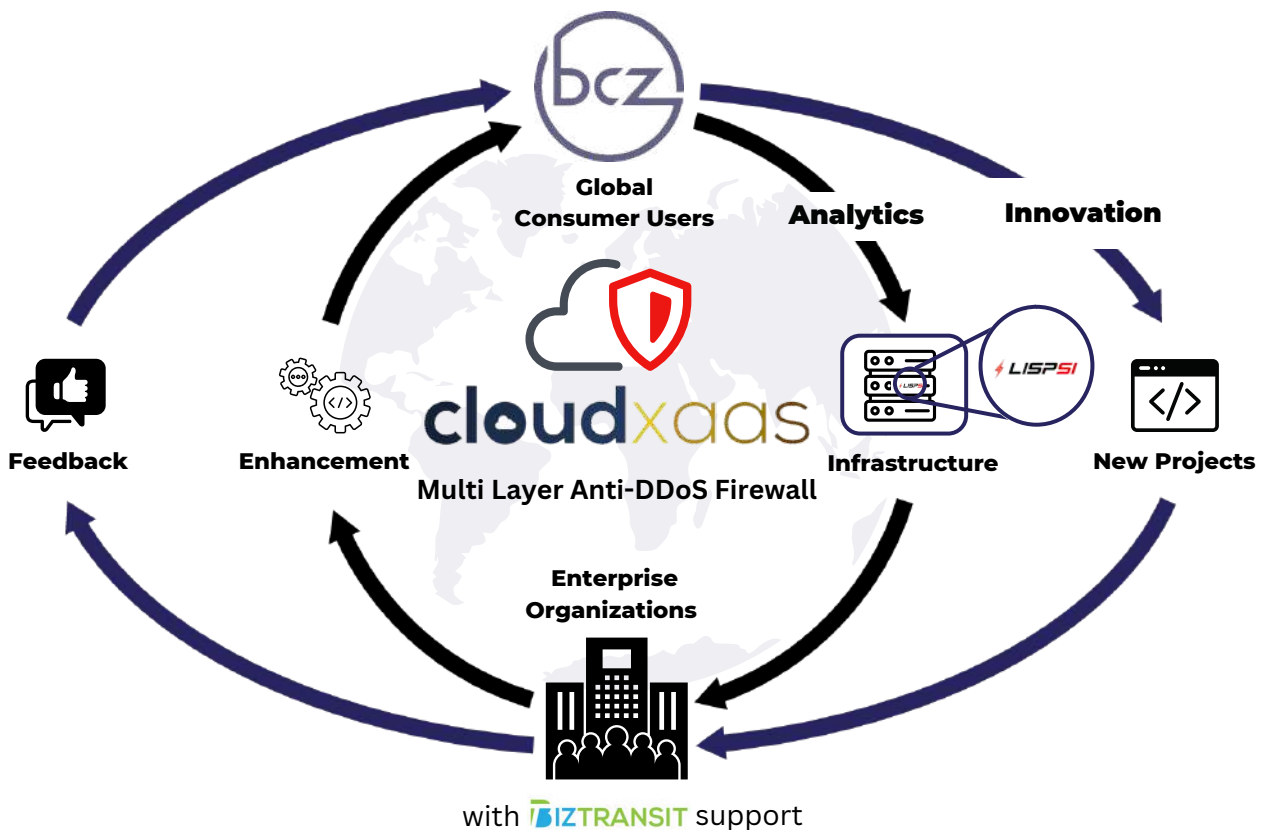 bcz
Global
Consumer Users
Analytics
Innovation
LISPSI
LISPSI
</>
</>
Feedback
Enhancement
cloudxaas
Infrastructure
New Projects
Multi Layer Anti-DDoS Firewall
Enterprise
Organizations
with BIZTRANSIT support